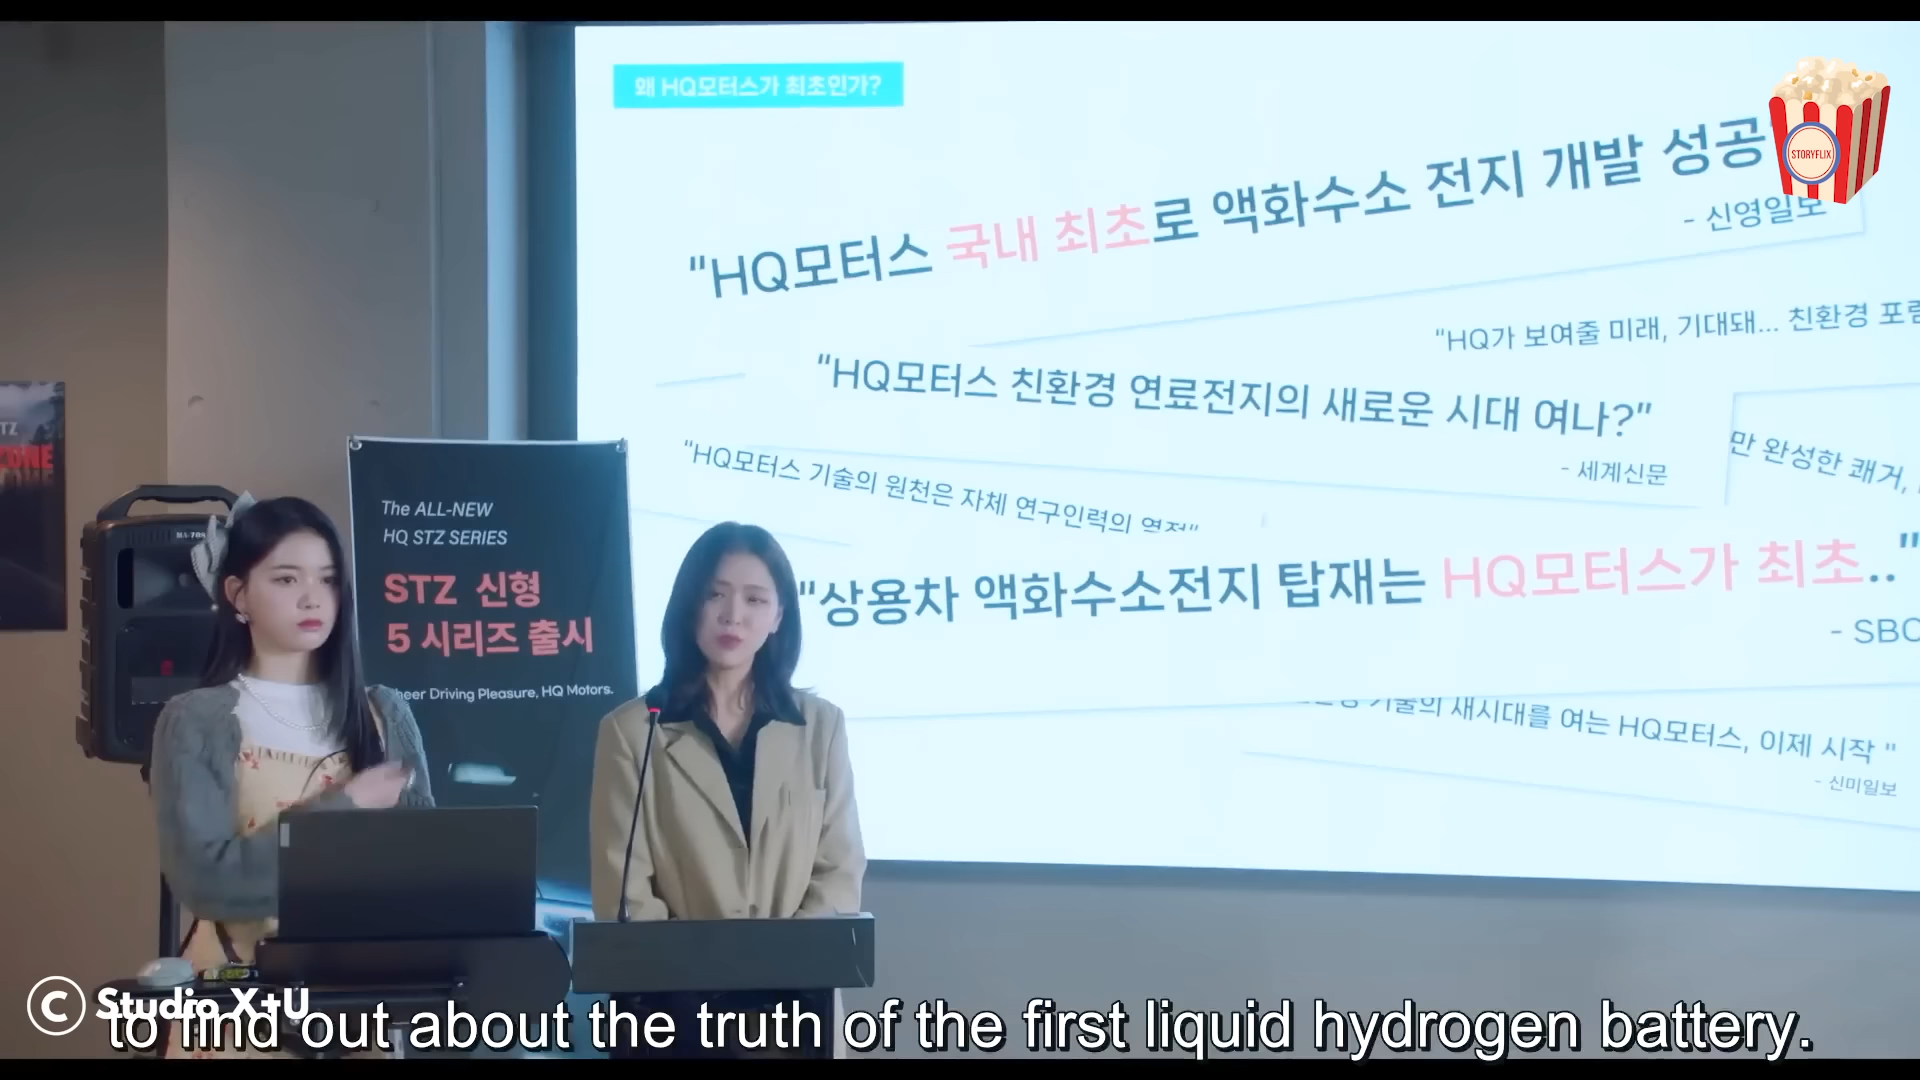 왜 HQ모터스가 최초인가?
STORYFLIX
"HQ모터스 국내 최초로 액화수소 전지 개발 성공
- 신영일보
"HQ가 보여줄 미래, 기대돼... 친환경
"HQ모터스 친환경 연료전지의 새로운 시대 여나?"
- 세계신문
만 완성한 쾌거,
"HQ모터스 기술의 원천은 자체 연구인력의 열정"
"상용차 액화수소전지 탑재는 HQ모터스가 최초.."
- SBC
기술의 새시대를 여는 HQ모터스, 이제 시작 "
- 신미일보
TZ
ZONE
The ALL-NEW
HQ STZ SERIES
STZ 신형
5 시리즈 출시
heer Driving Pleasure, HQ Motors.
© Studio X+U
to find out about the truth of the first liquid hydrogen battery.